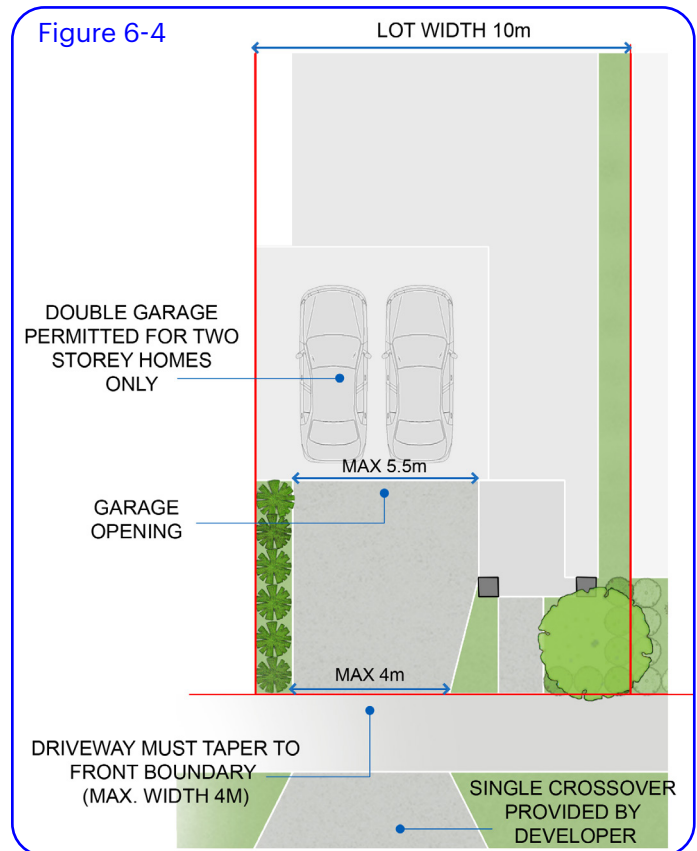 Figure 6-4
LOT WIDTH 10m
DOUBLE GARAGE
PERMITTED FOR TWO
STOREY HOMES
ONLY
MAX 5.5m
GARAGE
OPENING
MAX 4m
DRIVEWAY MUST TAPER TO
FRONT BOUNDARY
(MAX. WIDTH 4M)
SINGLE CROSSOVER
PROVIDED BY
DEVELOPER